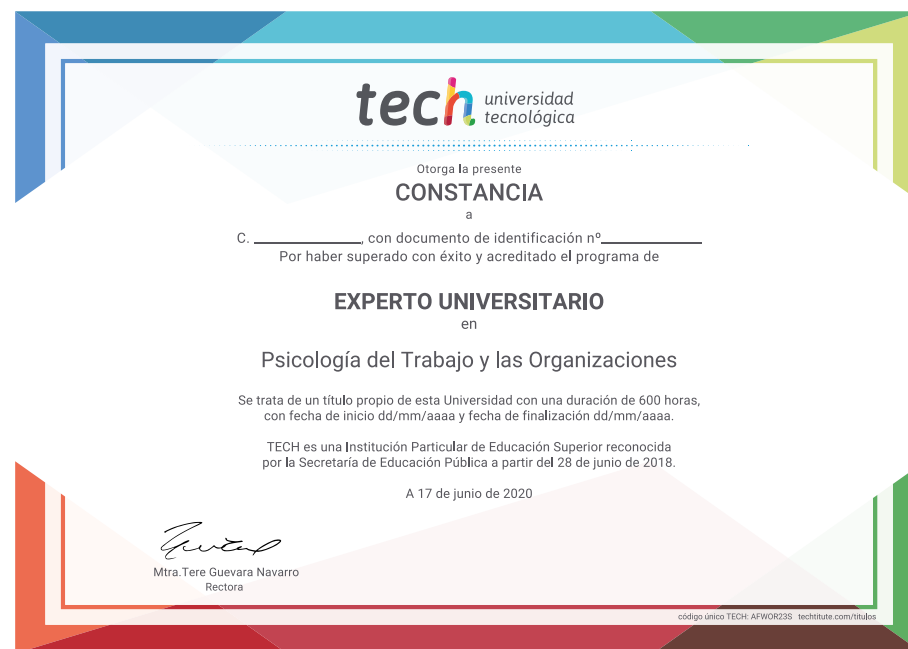 tech universidad
tecnológica
Otorga la presente
CONSTANCIA
a
C. ______________, con documento de identificación nº_____________
Por haber superado con éxito y acreditado el programa de
EXPERTO UNIVERSITARIO
en
Psicología del Trabajo y las Organizaciones
Se trata de un título propio de esta Universidad con una duración de 600 horas,
con fecha de inicio dd/mm/aaaa y fecha de finalización dd/mm/aaaa.
TECH es una Institución Particular de Educación Superior reconocida
por la Secretaría de Educación Pública a partir del 28 de junio de 2018.
A 17 de junio de 2020
Mtra.Tere Guevara Navarro
Rectora
código único TECH: AFWOR23S techtitute.com/titulos